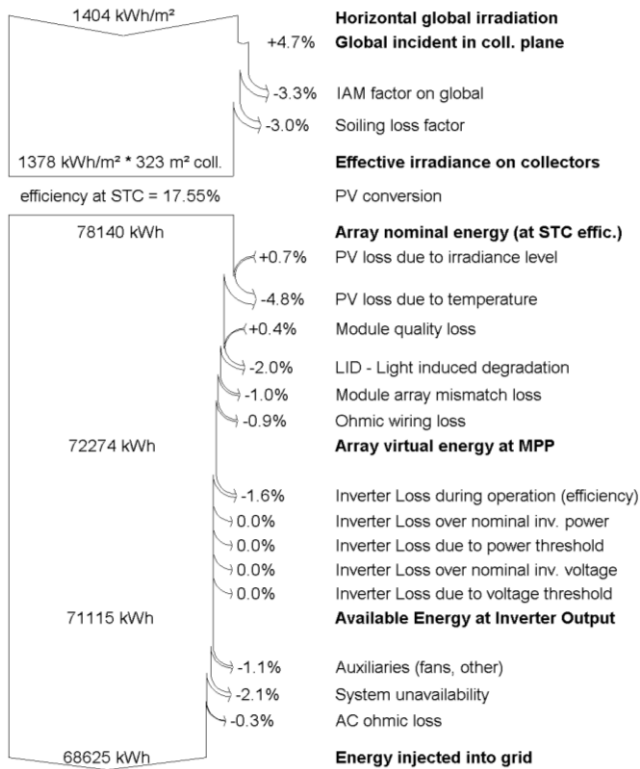 1404 kWh/m² Horizontal global irradiation
+4.7% Global incident in coll. plane
-3.3% IAM factor on global
-3.0% Soiling loss factor
1378 kWh/m² * 323 m² coll. Effective irradiance on collectors
efficiency at STC = 17.55% PV conversion
78140 kWh Array nominal energy (at STC effic.)
+0.7% PV loss due to irradiance level
-4.8% PV loss due to temperature
+0.4% Module quality loss
-2.0% LID - Light induced degradation
-1.0% Module array mismatch loss
-0.9% Ohmic wiring loss
72274 kWh Array virtual energy at MPP
-1.6% Inverter Loss during operation (efficiency)
0.0% Inverter Loss over nominal inv. power
0.0% Inverter Loss due to power threshold
0.0% Inverter Loss over nominal inv. voltage
0.0% Inverter Loss due to voltage threshold
71115 kWh Available Energy at Inverter Output
-1.1% Auxiliaries (fans, other)
-2.1% System unavailability
-0.3% AC ohmic loss
68625 kWh Energy injected into grid